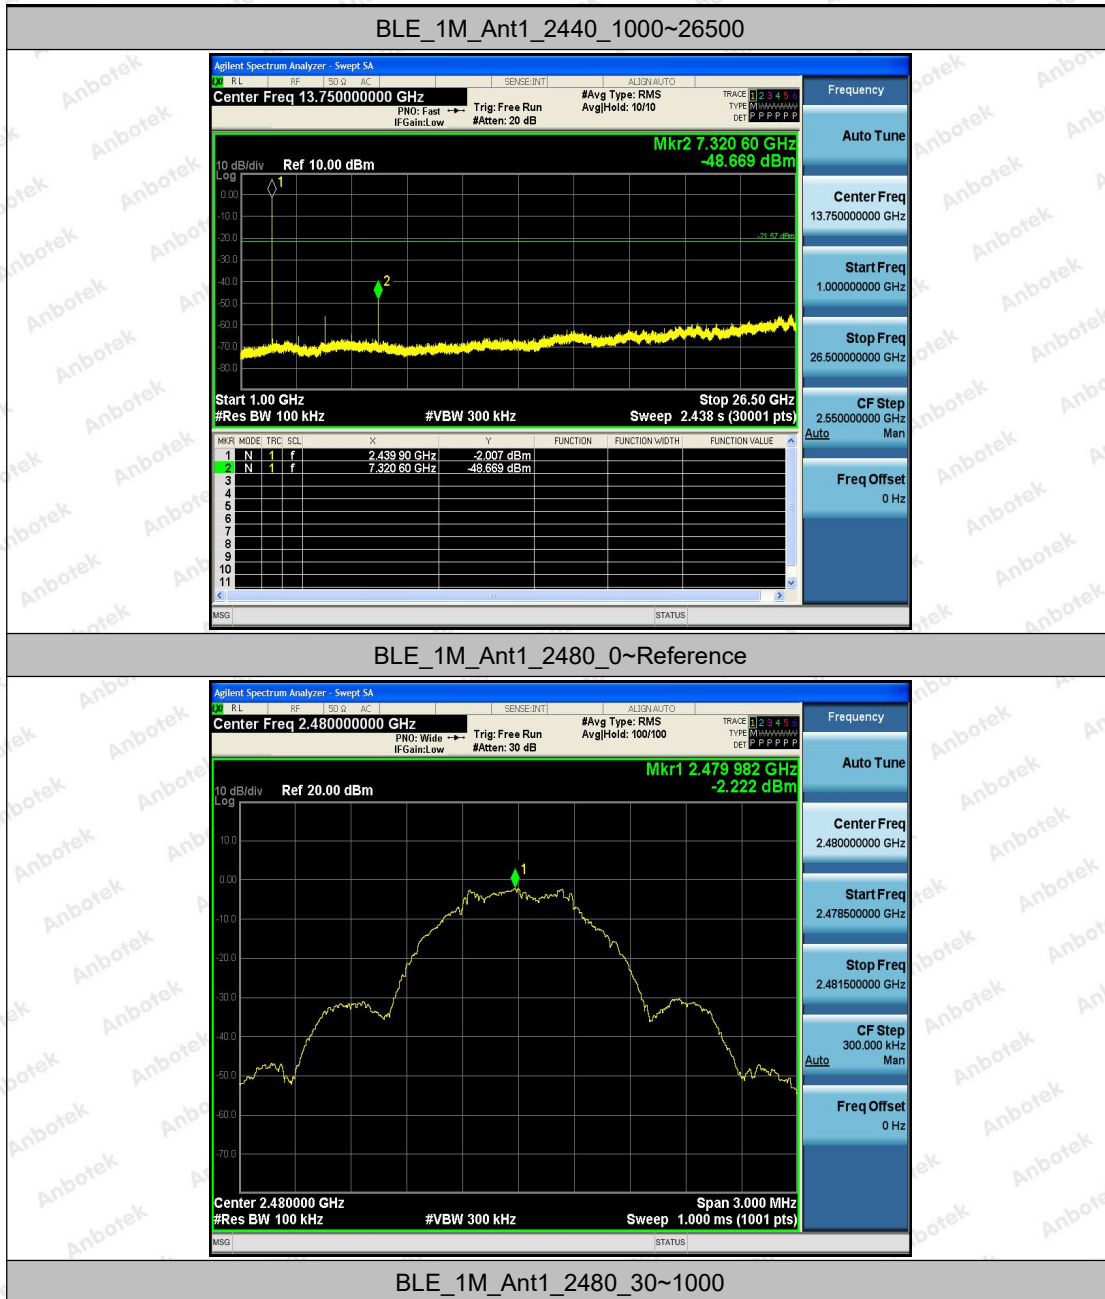 BLE_1M_Ant1_2440_1000~26500
Agilent Spectrum Analyzer - Swept SA
RL RF 50 Ω AC SENSE:INT ALIGN AUTO
Center Freq 13.750000000 GHz
PNO: Fast
IFGain:Low
Trig: Free Run
#Atten: 20 dB
#Avg Type: RMS
Avg|Hold: 10/10
TRACE 1 2 3 4 5 6
TYPE M
DET P P P P P P
Mkr2 7.320 60 GHz
-48.669 dBm
10 dB/div Ref 10.00 dBm
Log
0.00
-10.0
-20.0
-30.0
-40.0
-50.0
-60.0
-70.0
-80.0
1
2
-21.57 dBm
Start 1.00 GHz Stop 26.50 GHz
#Res BW 100 kHz #VBW 300 kHz Sweep 2.438 s (30001 pts)
MKR MODE TRC SCL X Y FUNCTION FUNCTION WIDTH FUNCTION VALUE
1 N 1 f 2.439 90 GHz -2.007 dBm
2 N 1 f 7.320 60 GHz -48.669 dBm
3
4
5
6
7
8
9
10
11
MSG STATUS
Frequency
Auto Tune
Center Freq
13.750000000 GHz
Start Freq
1.000000000 GHz
Stop Freq
26.500000000 GHz
CF Step
2.550000000 GHz
Auto Man
Freq Offset
0 Hz
BLE_1M_Ant1_2480_0~Reference
Agilent Spectrum Analyzer - Swept SA
RL RF 50 Ω AC SENSE:INT ALIGN AUTO
Center Freq 2.480000000 GHz
PNO: Wide
IFGain:Low
Trig: Free Run
#Atten: 30 dB
#Avg Type: RMS
Avg|Hold: 100/100
TRACE 1 2 3 4 5 6
TYPE M
DET P P P P P P
Mkr1 2.479 982 GHz
-2.222 dBm
10 dB/div Ref 20.00 dBm
Log
10.0
0.00
-10.0
-20.0
-30.0
-40.0
-50.0
-60.0
-70.0
1
Center 2.480000 GHz Span 3.000 MHz
#Res BW 100 kHz #VBW 300 kHz Sweep 1.000 ms (1001 pts)
MSG STATUS
Frequency
Auto Tune
Center Freq
2.480000000 GHz
Start Freq
2.478500000 GHz
Stop Freq
2.481500000 GHz
CF Step
300.000 kHz
Auto Man
Freq Offset
0 Hz
BLE_1M_Ant1_2480_30~1000
Anbotek